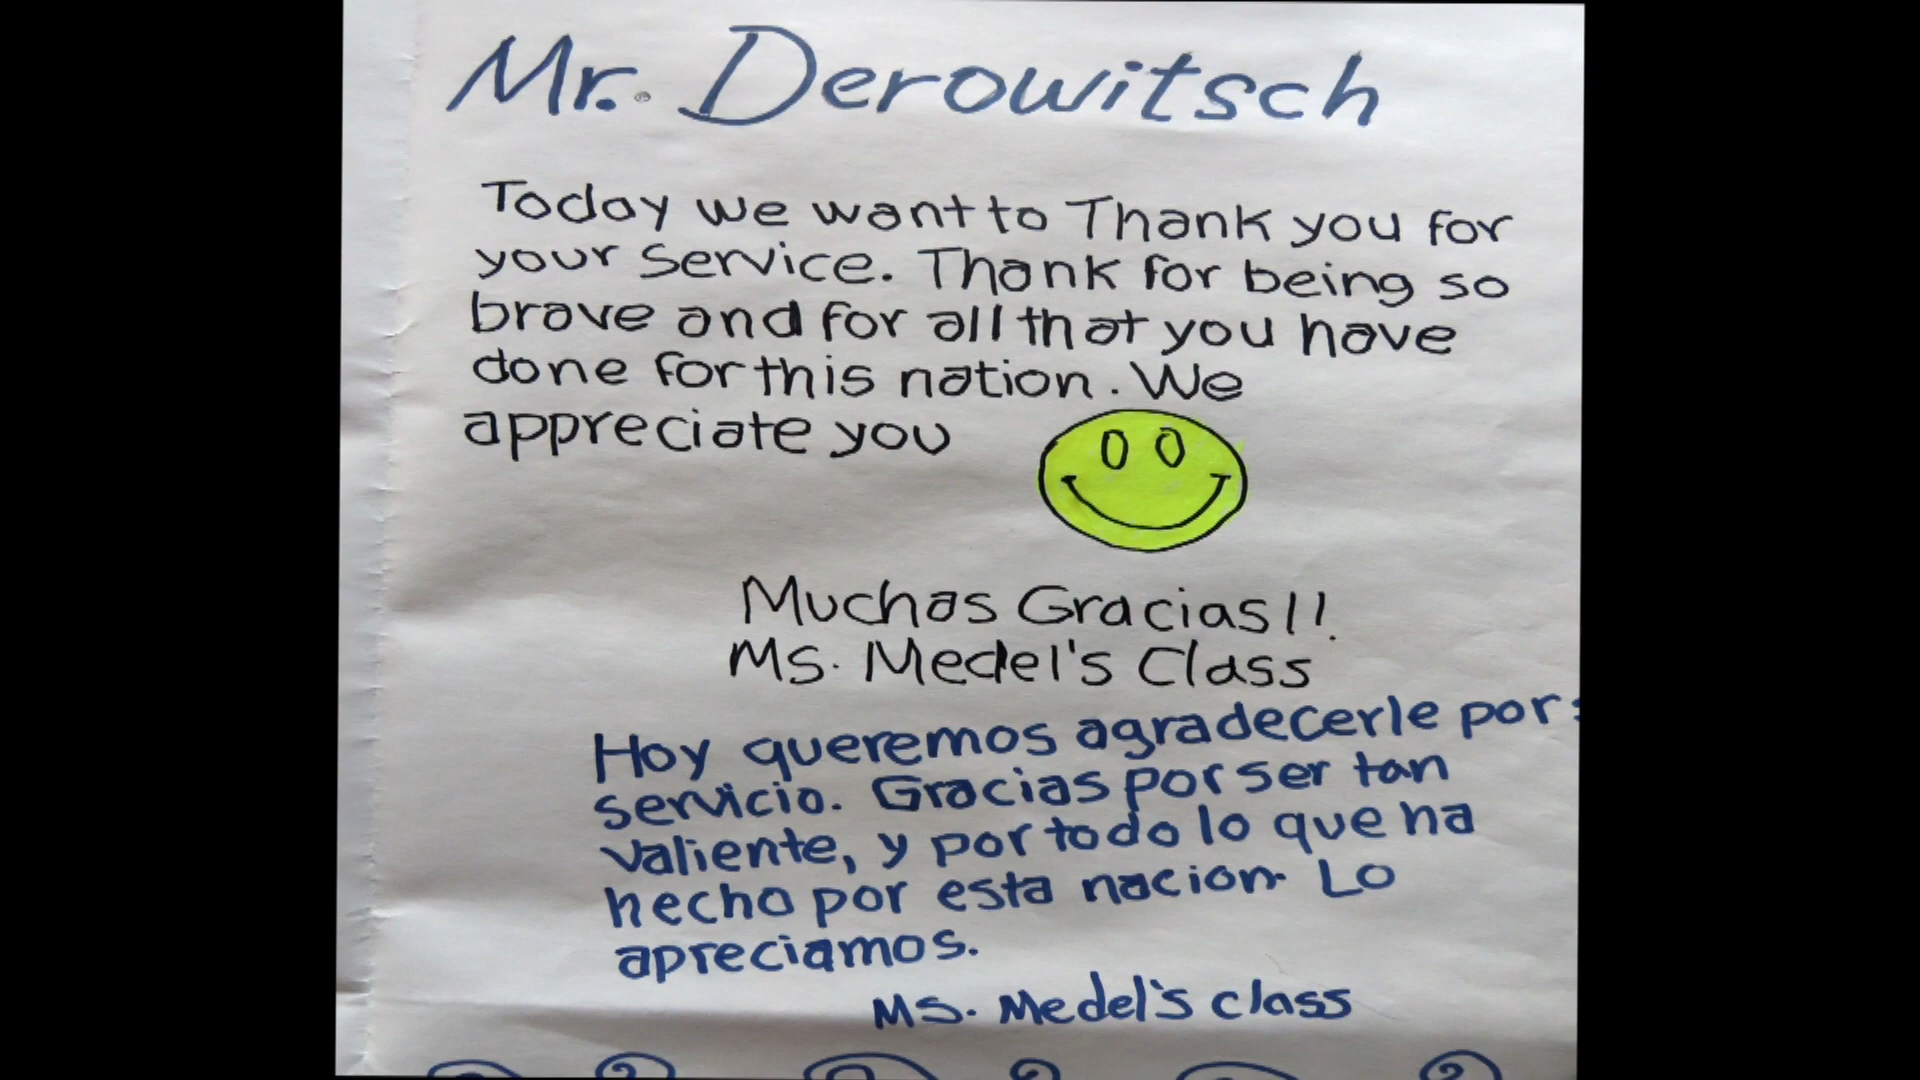 Mr. Derowitsch
Today we want to Thank you for
your Service. Thank for being so
brave and for all that you have
done for this nation. We
appreciate you
Muchas Gracias!!
Ms. Medel's Class
Hoy queremos agradecerle por
servicio. Gracias por ser tan
valiente, y por todo lo que ha
hecho por esta nacion. Lo
apreciamos.
Ms. Medel's class